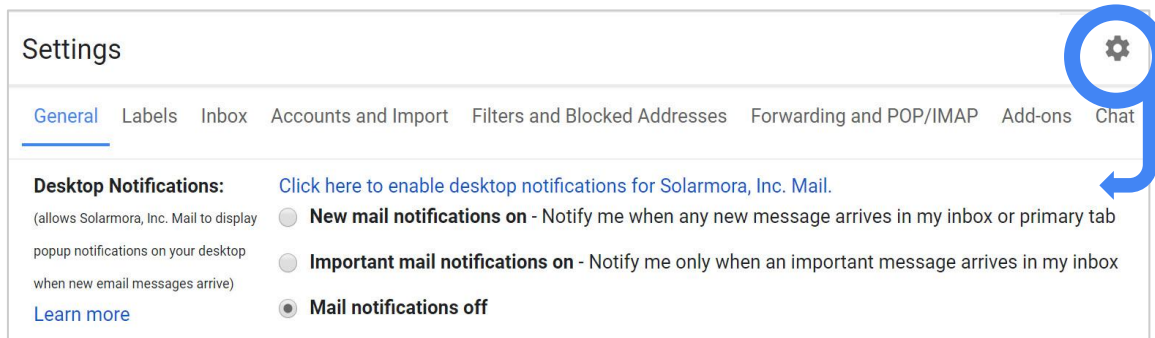 Settings
General Labels Inbox Accounts and Import Filters and Blocked Addresses Forwarding and POP/IMAP Add-ons Chat
Desktop Notifications:
(allows Solarmora, Inc. Mail to display
popup notifications on your desktop
when new email messages arrive)
Learn more
Click here to enable desktop notifications for Solarmora, Inc. Mail.
New mail notifications on - Notify me when any new message arrives in my inbox or primary tab
Important mail notifications on - Notify me only when an important message arrives in my inbox
Mail notifications off